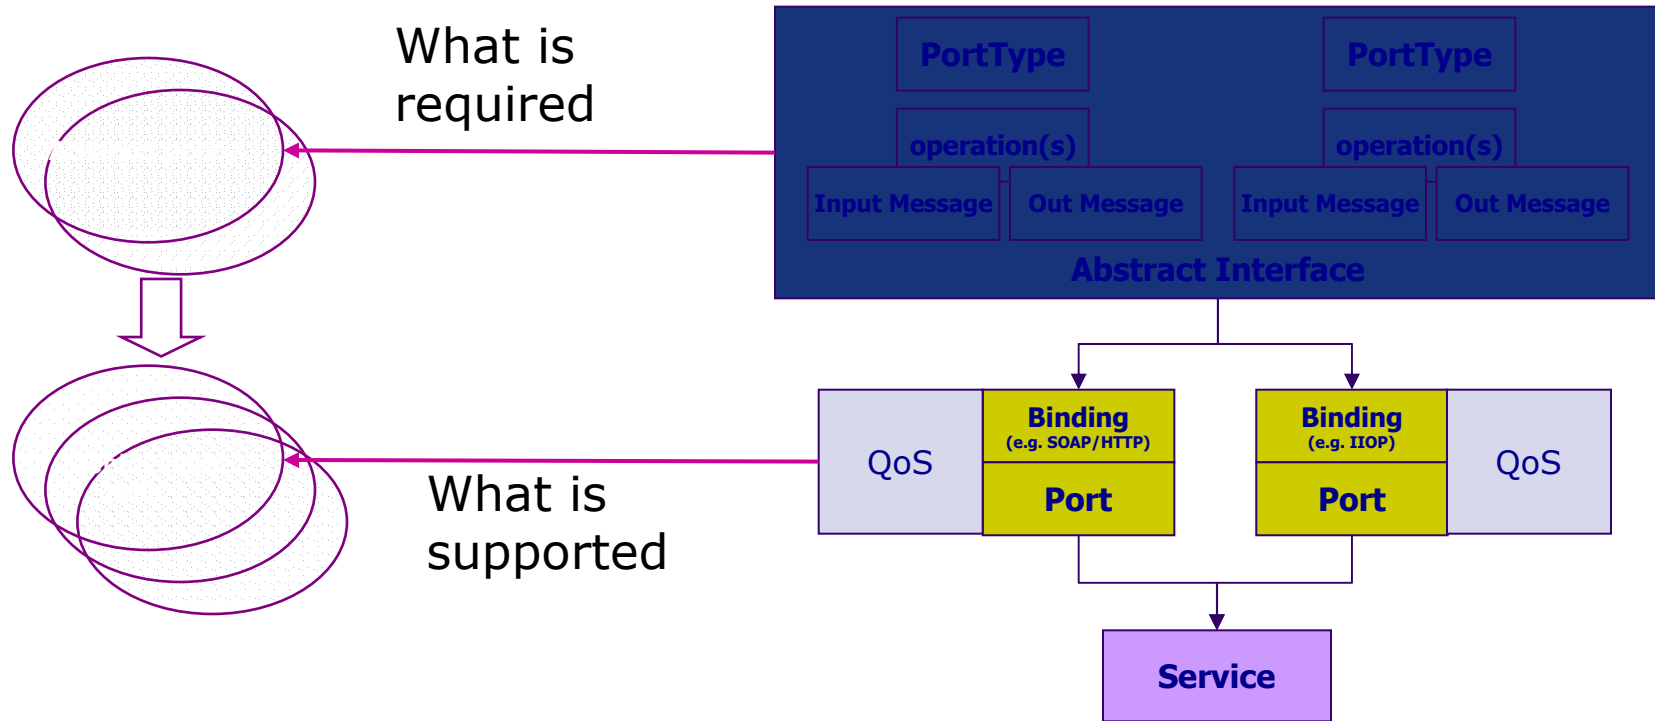 What is
required
PortType
PortType
operation(s)
operation(s)
Input Message
Out Message
Input Message
Out Message
Abstract Interface
What is
supported
QoS
Binding
(e.g. SOAP/HTTP)
Port
Binding
(e.g. IIOP)
Port
QoS
Service